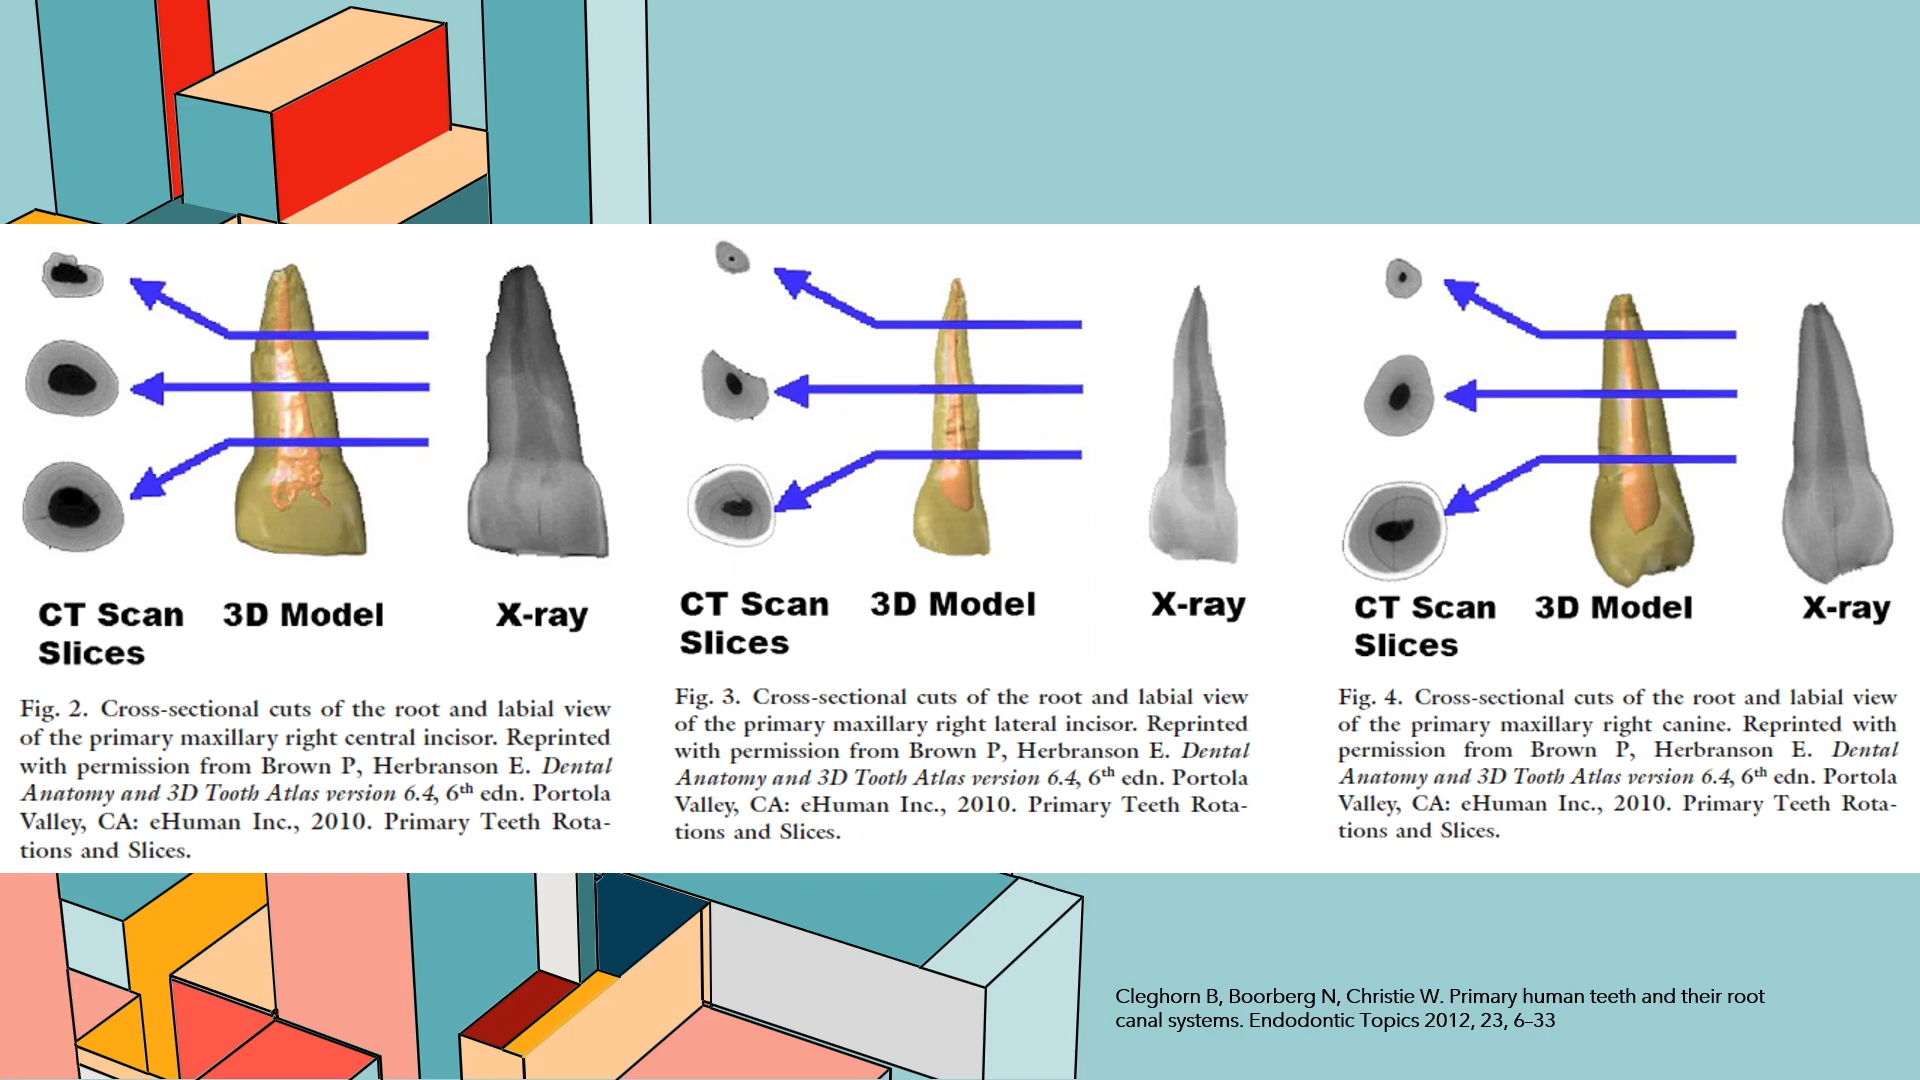 CT Scan
Slices
3D Model
X-ray
Fig. 2. Cross-sectional cuts of the root and labial view
of the primary maxillary right central incisor. Reprinted
with permission from Brown P, Herbranson E. Dental
Anatomy and 3D Tooth Atlas version 6.4, 6th edn. Portola
Valley, CA: eHuman Inc., 2010. Primary Teeth Rota-
tions and Slices.
CT Scan
Slices
3D Model
X-ray
Fig. 3. Cross-sectional cuts of the root and labial view
of the primary maxillary right lateral incisor. Reprinted
with permission from Brown P, Herbranson E. Dental
Anatomy and 3D Tooth Atlas version 6.4, 6th edn. Portola
Valley, CA: eHuman Inc., 2010. Primary Teeth Rota-
tions and Slices.
CT Scan
Slices
3D Model
X-ray
Fig. 4. Cross-sectional cuts of the root and labial view
of the primary maxillary right canine. Reprinted with
permission from Brown P, Herbranson E. Dental
Anatomy and 3D Tooth Atlas version 6.4, 6th edn. Portola
Valley, CA: eHuman Inc., 2010. Primary Teeth Rota-
tions and Slices.
Cleghorn B, Boorberg N, Christie W. Primary human teeth and their root
canal systems. Endodontic Topics 2012, 23, 6–33